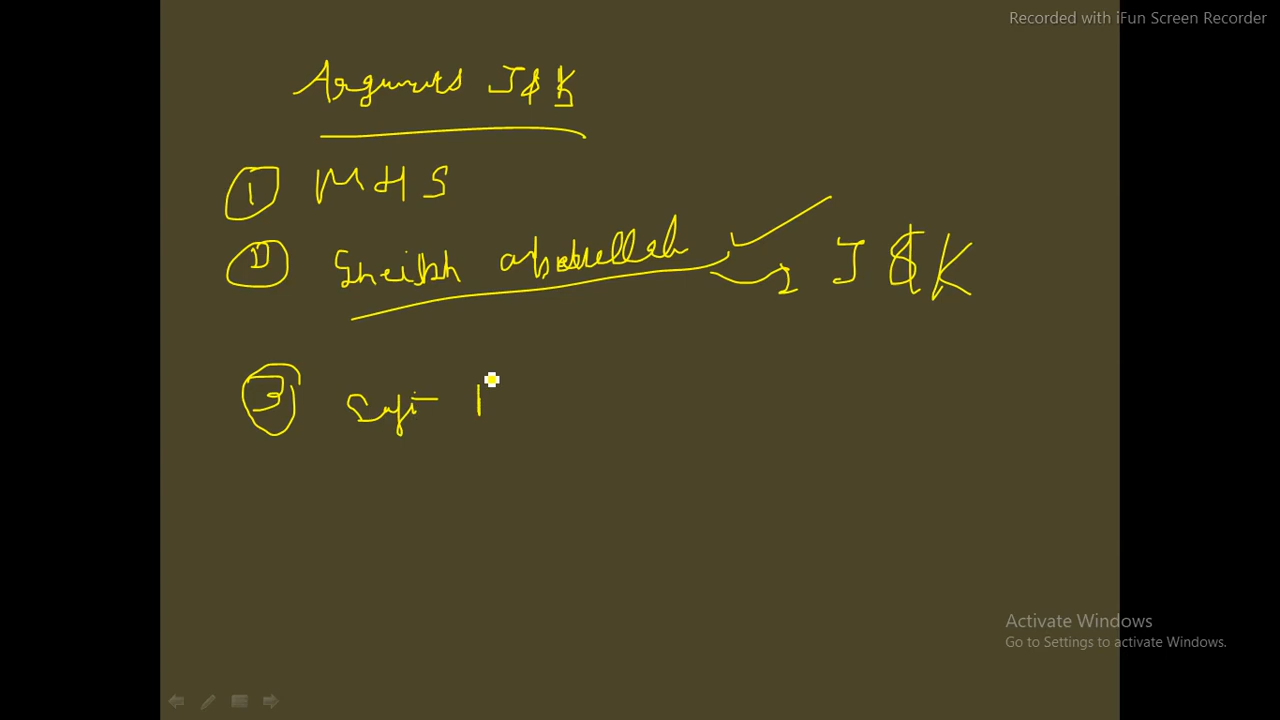 Recorded with iFun Screen Recorder
Arguments J&K
① MHS
② Sheikh abdullah ✓ J&K
③
Activate Windows
Go to Settings to activate Windows.